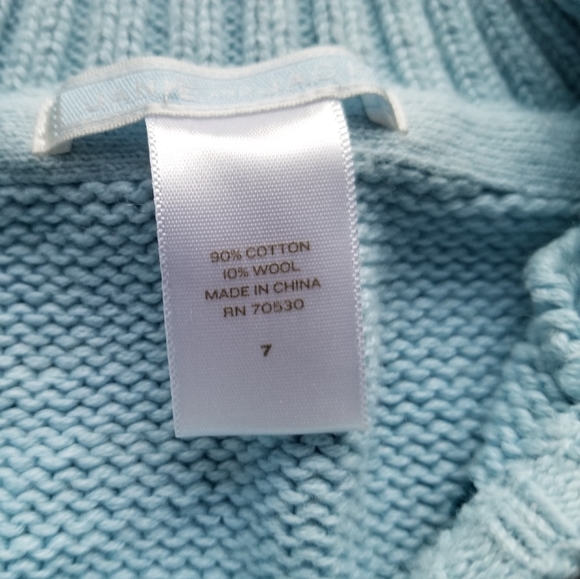 90% COTTON
10% WOOL
MADE IN CHINA
RN 70530
7